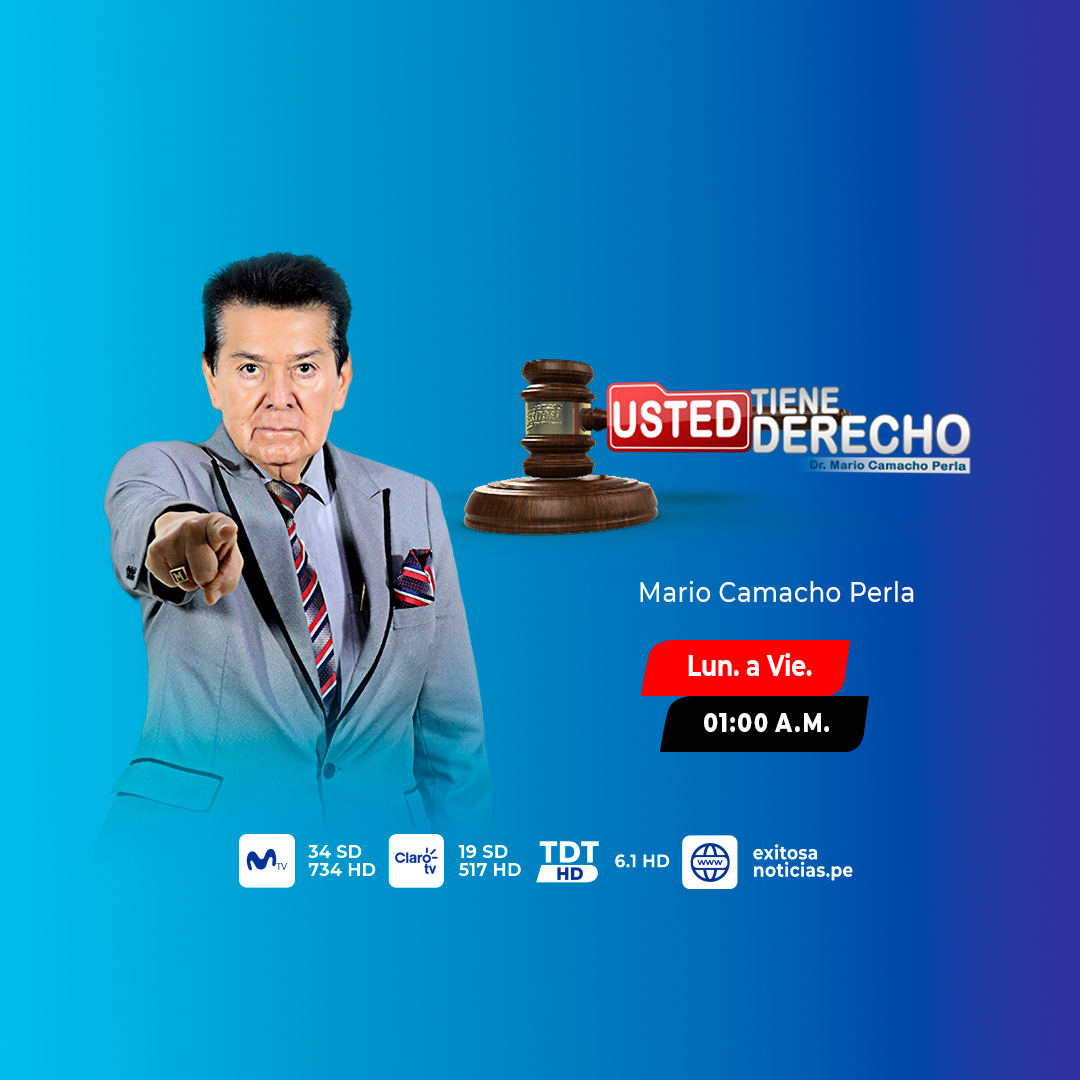 USTED
TIENE
DERECHO
Dr. Mario Camacho Perla
M
Mario Camacho Perla
Lun. a Vie.
01:00 A.M.
TV
34 SD
734 HD
Claro
tv
19 SD
517 HD
TDT
HD
6.1 HD
www
exitosa
noticias.pe